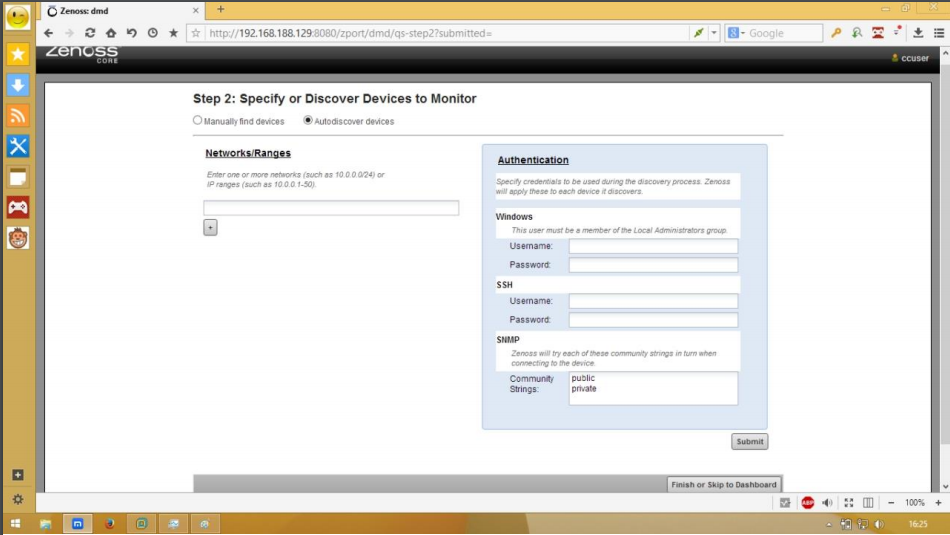 Zenoss: dmd
http://192.168.188.129:8080/zport/dmd/qs-step2?submitted=
Google
Zenoss
CORE
ccuser
Step 2: Specify or Discover Devices to Monitor
Manually find devices
Autodiscover devices
Networks/Ranges
Enter one or more networks (such as 10.0.0.0/24) or
IP ranges (such as 10.0.0.1-50).
+
Authentication
Specify credentials to be used during the discovery process. Zenoss
will apply these to each device it discovers.
Windows
This user must be a member of the Local Administrators group.
Username:
Password:
SSH
Username:
Password:
SNMP
Zenoss will try each of these community strings in turn when
connecting to the device.
Community
Strings:
public
private
Submit
Finish or Skip to Dashboard
ABP
100%
16:25